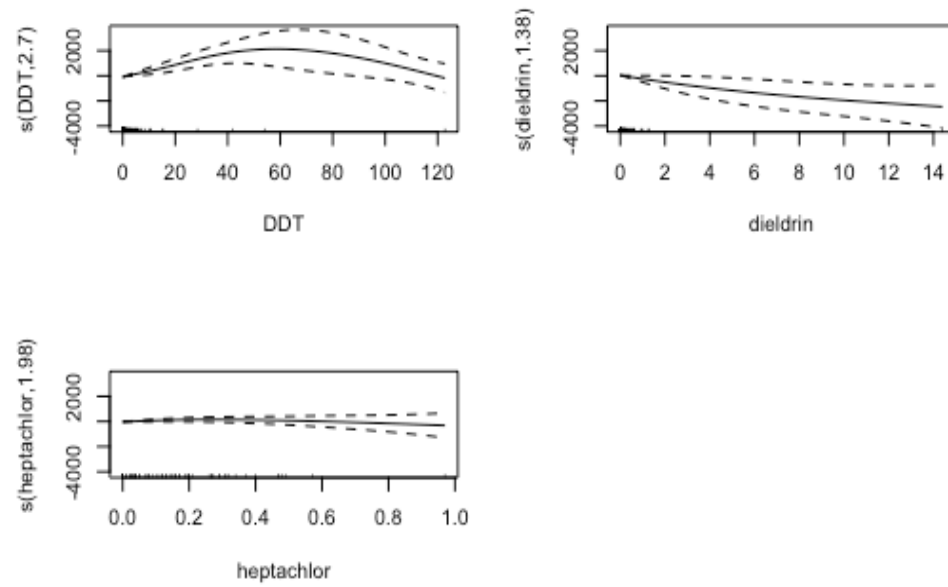 s(DDT,2.7)
2000
-4000
0 20 40 60 80 100 120
DDT
s(dieldrin,1.38)
2000
-4000
0 2 4 6 8 10 12 14
dieldrin
s(heptachlor,1.98)
2000
-4000
0.0 0.2 0.4 0.6 0.8 1.0
heptachlor